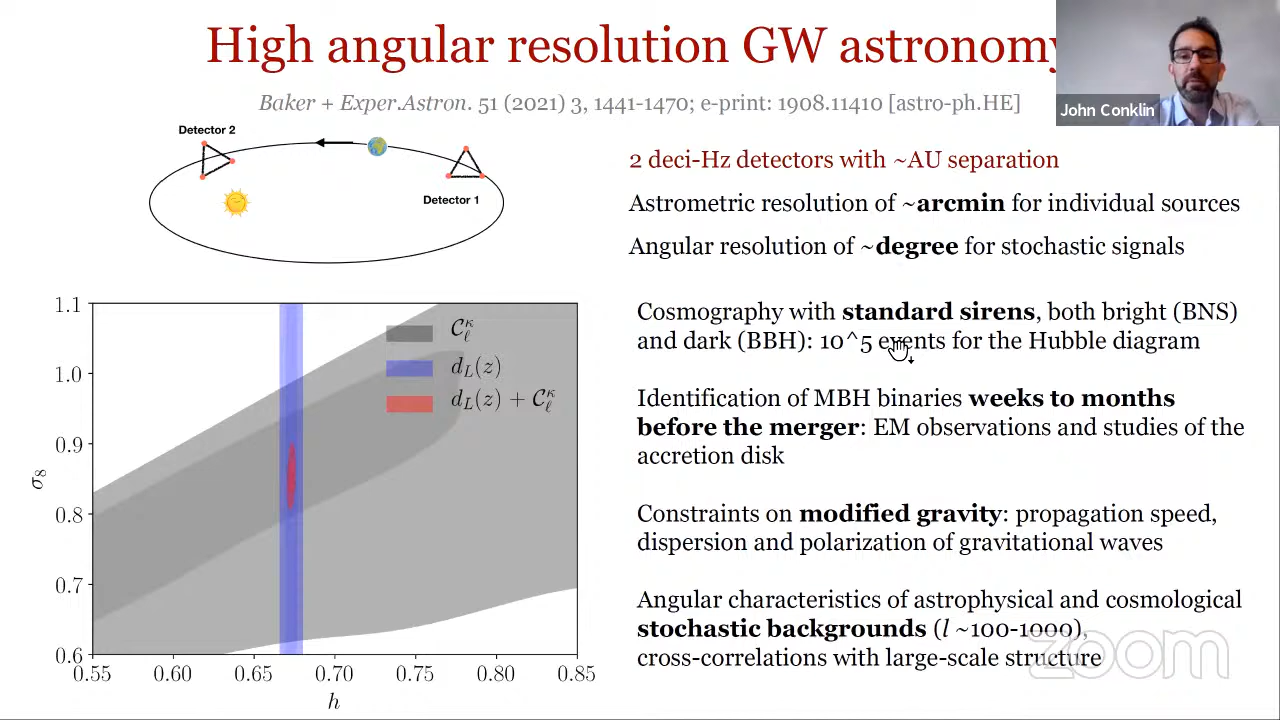 High angular resolution GW astronomy
Baker + Exper.Astron. 51 (2021) 3, 1441-1470; e-print: 1908.11410 [astro-ph.HE]
John Conklin
Detector 2
Detector 1
2 deci-Hz detectors with ~AU separation
Astrometric resolution of ~arcmin for individual sources
Angular resolution of ~degree for stochastic signals
1.1
1.0
0.9
0.8
0.7
0.6
σ₈
0.55
0.60
0.65
0.70
0.75
0.80
0.85
h
𝒞ℓ^κ
d_L(z)
d_L(z) + 𝒞ℓ^κ
Cosmography with standard sirens, both bright (BNS)
and dark (BBH): 10^5 events for the Hubble diagram
Identification of MBH binaries weeks to months
before the merger: EM observations and studies of the
accretion disk
Constraints on modified gravity: propagation speed,
dispersion and polarization of gravitational waves
Angular characteristics of astrophysical and cosmological
stochastic backgrounds (l ~100-1000),
cross-correlations with large-scale structure
zoom